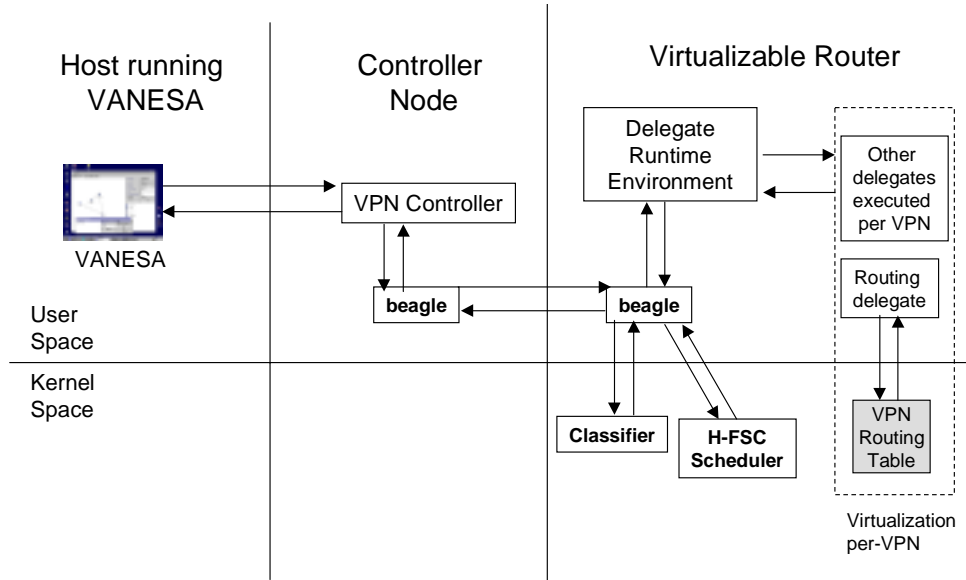 Host running
VANESA
Controller
Node
Virtualizable Router
Delegate
Runtime
Environment
Other
delegates
executed
per VPN
VPN Controller
VANESA
beagle
beagle
Routing
delegate
User
Space
Kernel
Space
Classifier
H-FSC
Scheduler
VPN
Routing
Table
Virtualization
per-VPN